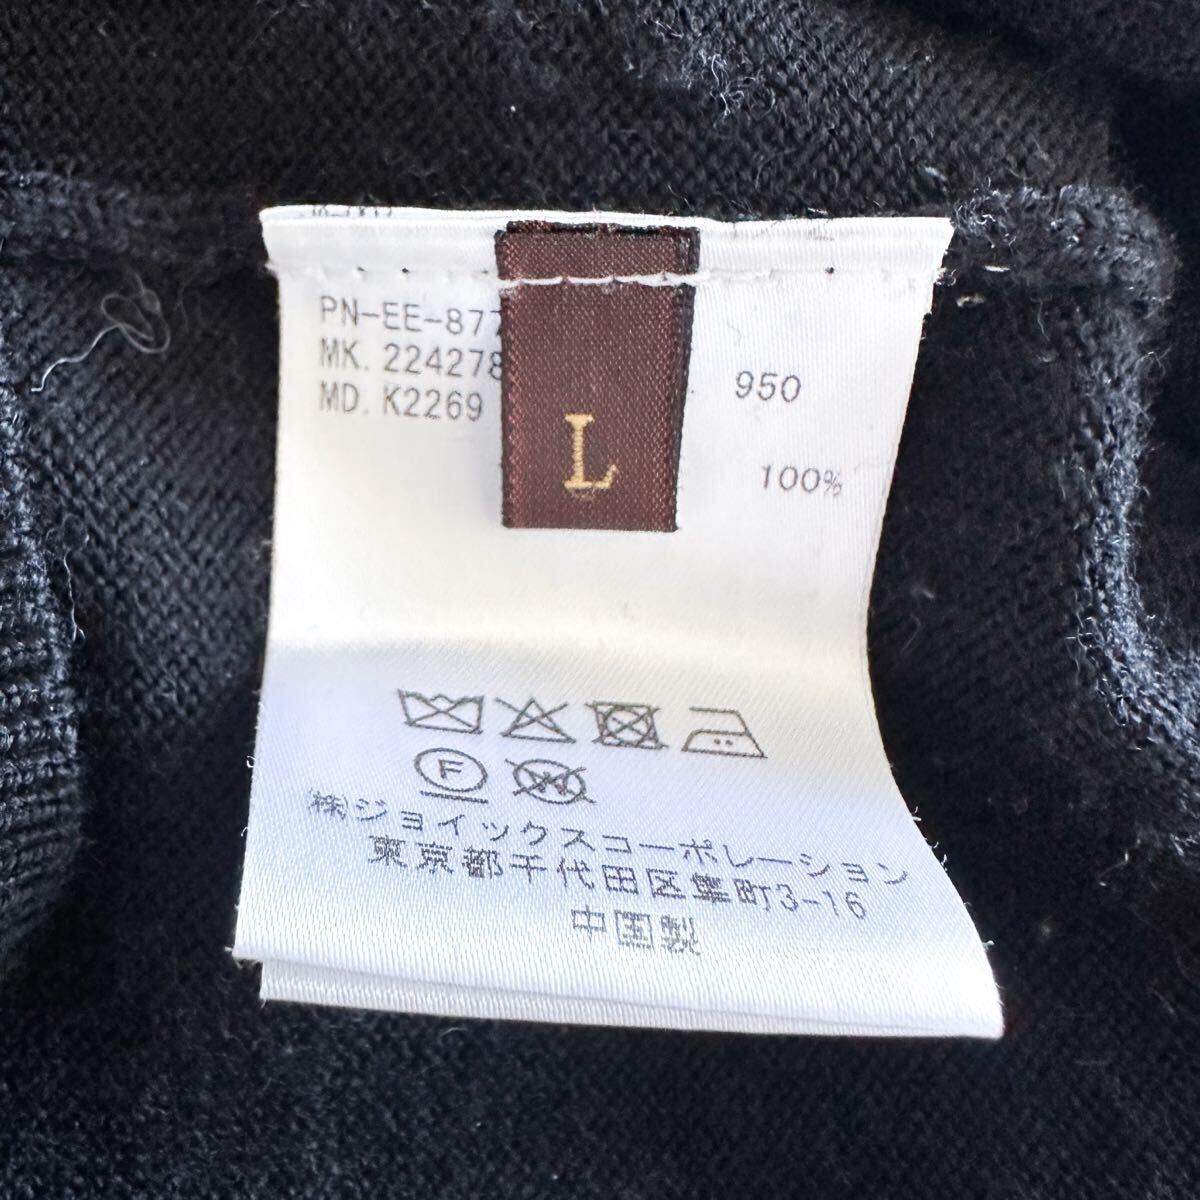 PN-EE-877
MK. 224278
MD. K2269
950
100%
L
F
W
㈱ジョイックスコーポレーション
東京都千代田区隼町3-16
中国製